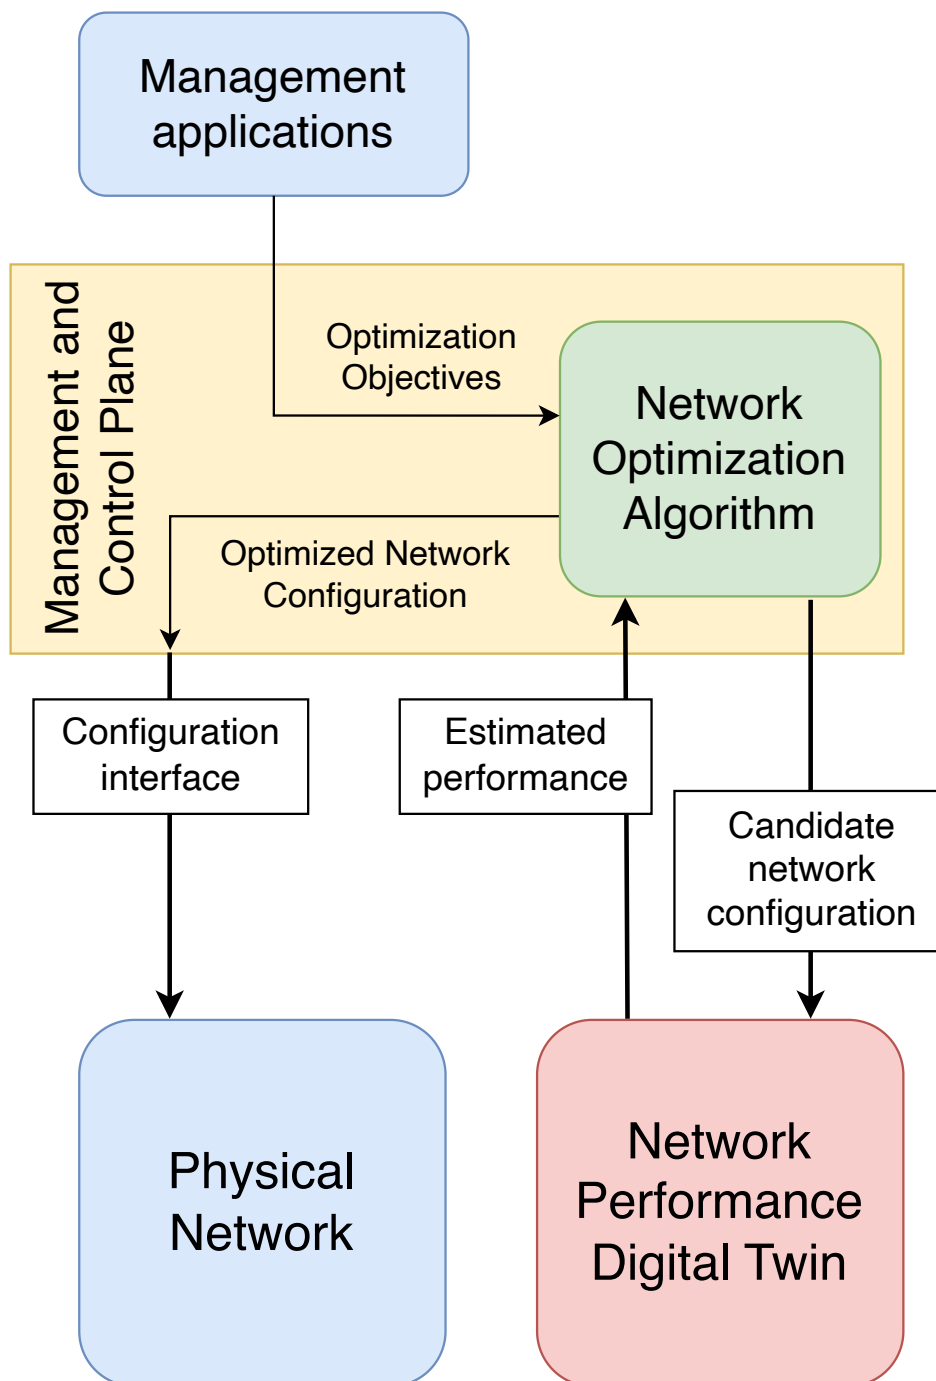 Management
applications
Management and
Control Plane
Optimization
Objectives
Network
Optimization
Algorithm
Optimized Network
Configuration
Configuration
interface
Estimated
performance
Candidate
network
configuration
Physical
Network
Network
Performance
Digital Twin